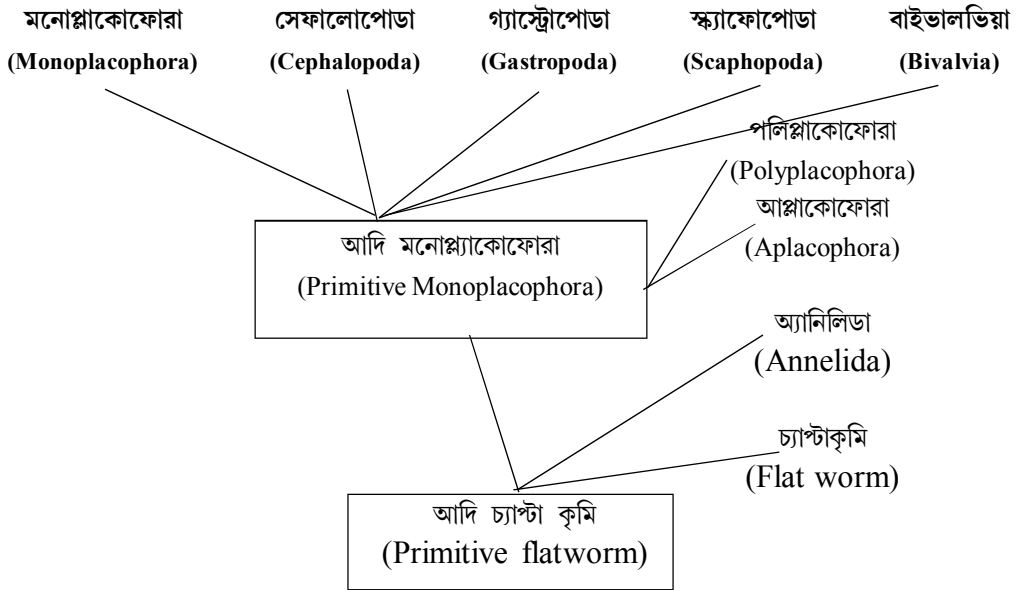 মনোপ্লাকোফোরা সেফালোপোডা গ্যাস্ট্রোপোডা স্ক্যাফোপোডা বাইভালভিয়া
(Monoplacophora) (Cephalopoda) (Gastropoda) (Scaphopoda) (Bivalvia)
পলিপ্লাকোফোরা
(Polyplacophora)
আপ্লাকোফোরা
(Aplacophora)
আদি মনোপ্ল্যাকোফোরা
(Primitive Monoplacophora)
অ্যানিলিডা
(Annelida)
চ্যাপ্টাকৃমি
(Flat worm)
আদি চ্যাপ্টা কৃমি
(Primitive flatworm)